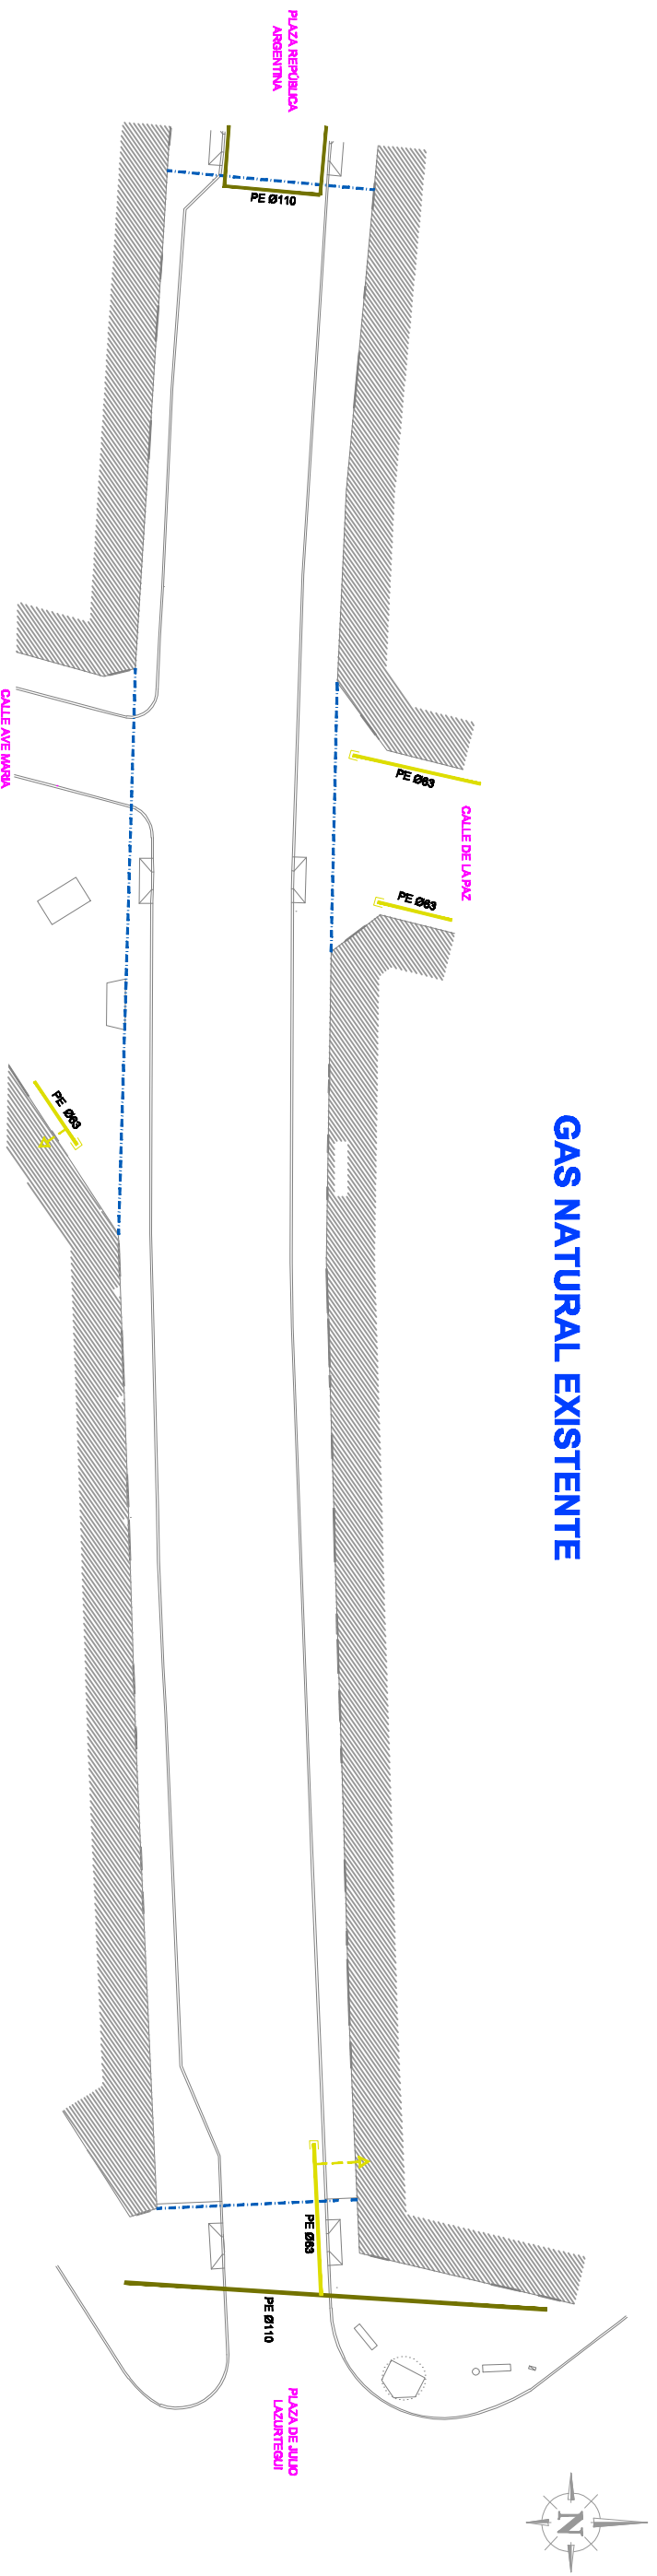 PLAZA REPÚBLICA
ARGENTINA
PE Ø110
PE Ø63
CALLE DE LA PAZ
PE Ø63
CALLE AVE MARIA
PE Ø63
GAS NATURAL EXISTENTE
PE Ø63
PE Ø110
PLAZA DE JULIO
LAZURTEGUI
N